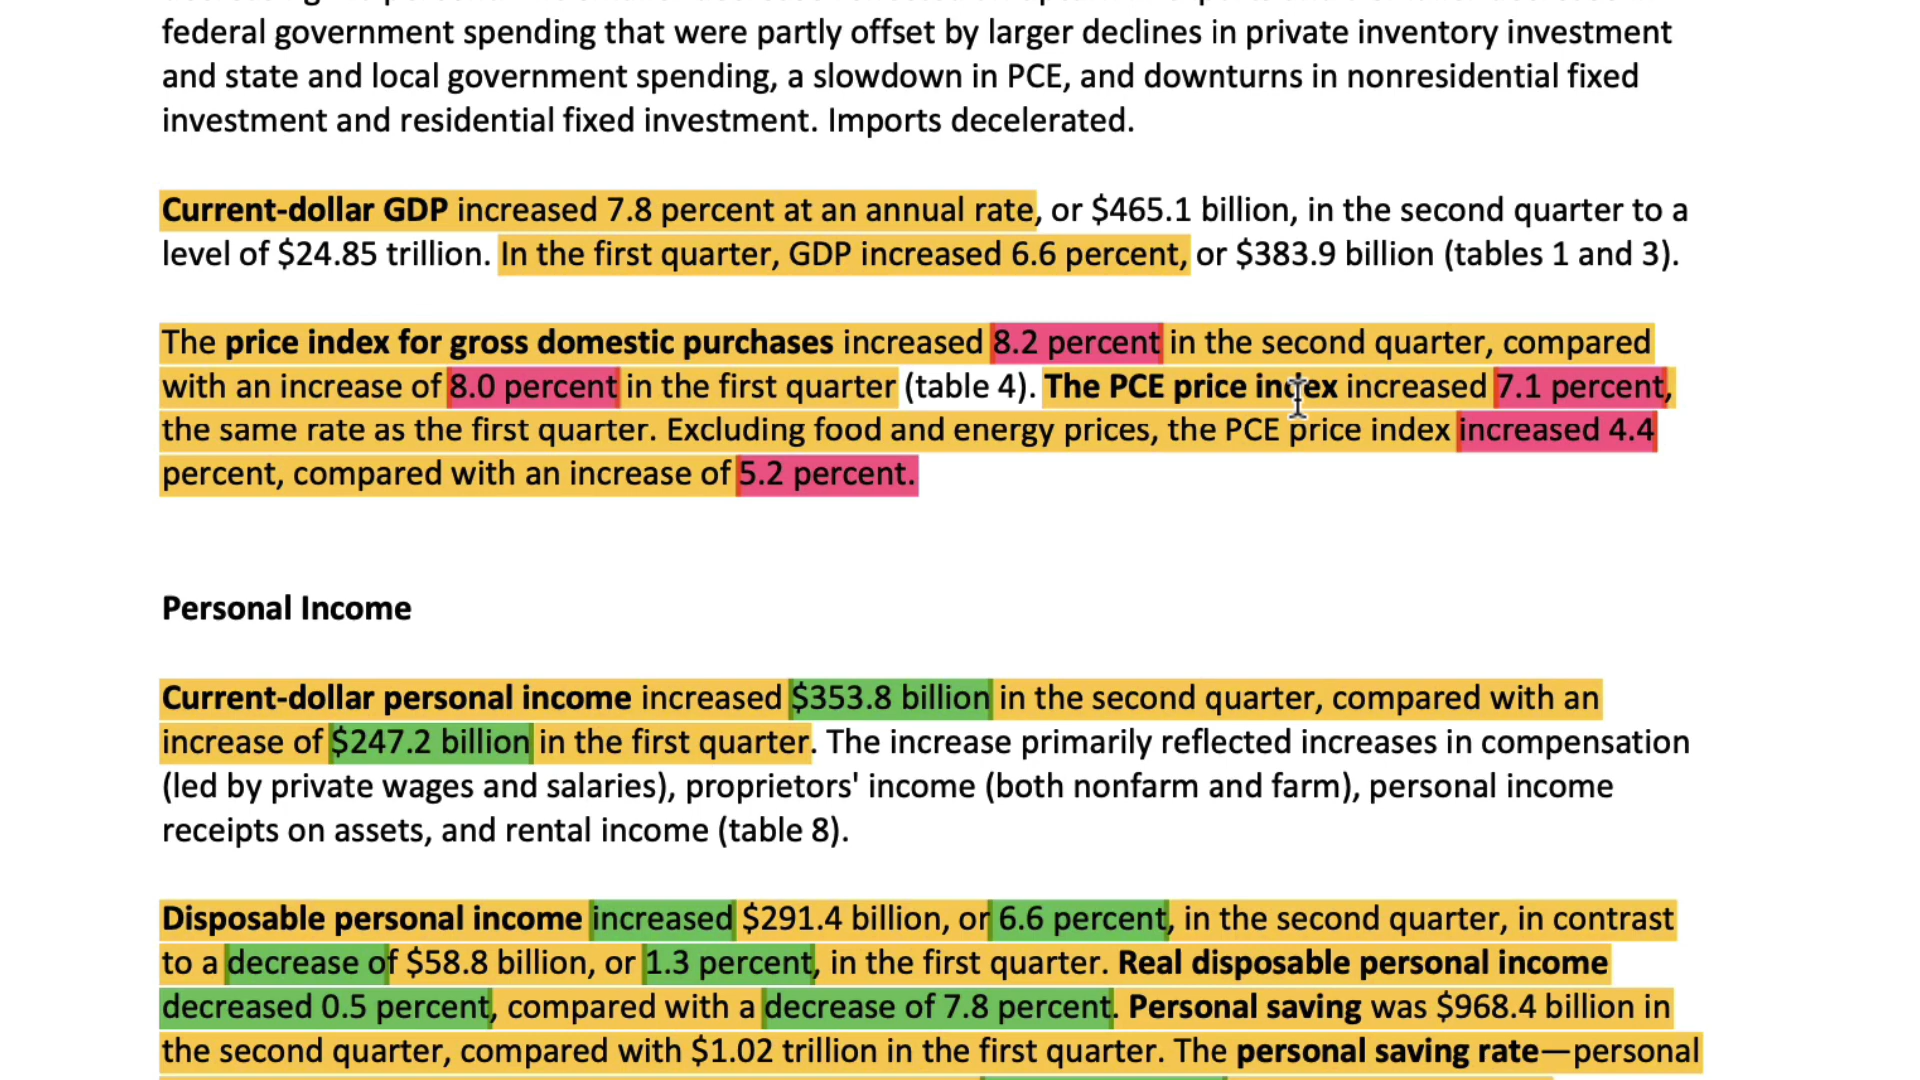 federal government spending that were partly offset by larger declines in private inventory investment
and state and local government spending, a slowdown in PCE, and downturns in nonresidential fixed
investment and residential fixed investment. Imports decelerated.
Current-dollar GDP increased 7.8 percent at an annual rate, or $465.1 billion, in the second quarter to a
level of $24.85 trillion. In the first quarter, GDP increased 6.6 percent, or $383.9 billion (tables 1 and 3).
The price index for gross domestic purchases increased 8.2 percent in the second quarter, compared
with an increase of 8.0 percent in the first quarter (table 4). The PCE price index increased 7.1 percent,
the same rate as the first quarter. Excluding food and energy prices, the PCE price index increased 4.4
percent, compared with an increase of 5.2 percent.
Personal Income
Current-dollar personal income increased $353.8 billion in the second quarter, compared with an
increase of $247.2 billion in the first quarter. The increase primarily reflected increases in compensation
(led by private wages and salaries), proprietors' income (both nonfarm and farm), personal income
receipts on assets, and rental income (table 8).
Disposable personal income increased $291.4 billion, or 6.6 percent, in the second quarter, in contrast
to a decrease of $58.8 billion, or 1.3 percent, in the first quarter. Real disposable personal income
decreased 0.5 percent, compared with a decrease of 7.8 percent. Personal saving was $968.4 billion in
the second quarter, compared with $1.02 trillion in the first quarter. The personal saving rate—personal